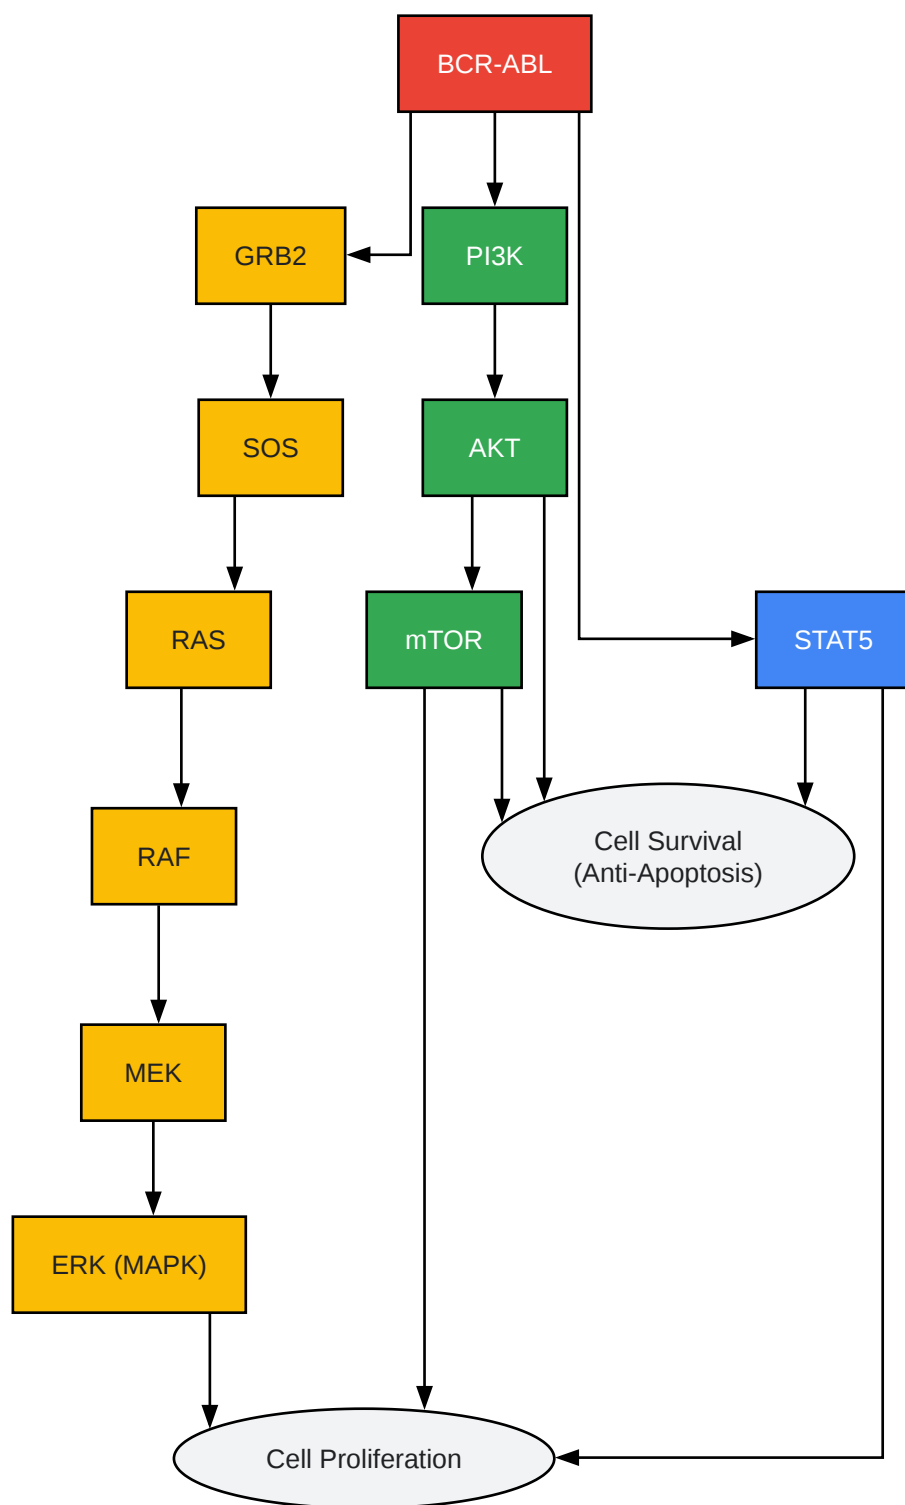 BCR-ABL
GRB2
PI3K
SOS
AKT
RAS
mTOR
STAT5
RAF
Cell Survival
(Anti-Apoptosis)
MEK
ERK (MAPK)
Cell Proliferation